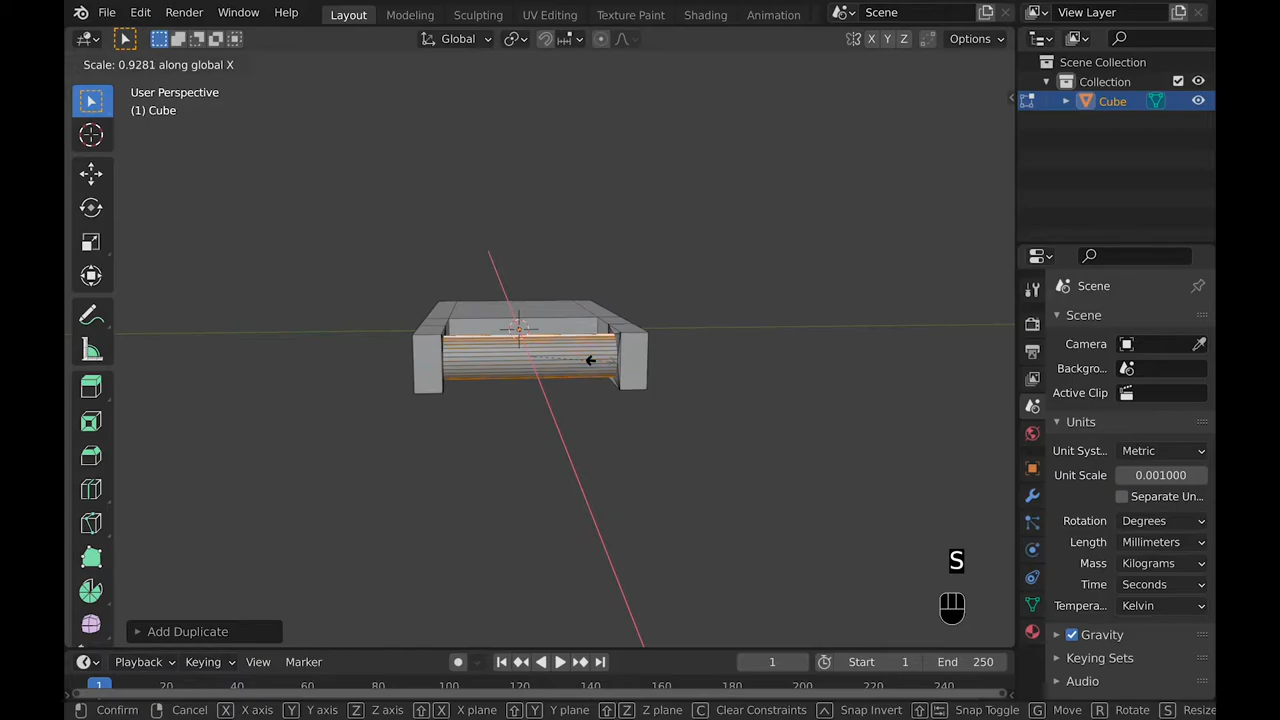 File Edit Render Window Help Layout Modeling Sculpting UV Editing Texture Paint Shading Animation Scene View Layer
Global X Y Z Options
Scale: 0.9281 along global X
User Perspective
(1) Cube
Scene Collection
Collection
Cube
Scene
Scene
Camera
Backgro...
Active Clip
Units
Unit Syst... Metric
Unit Scale 0.001000
Separate Un...
Rotation Degrees
Length Millimeters
Mass Kilograms
Time Seconds
Tempera... Kelvin
Gravity
Keying Sets
Audio
S
Add Duplicate
Playback Keying View Marker 1 Start 1 End 250
1 20 40 60 80 100 120 140 160 180 200 220 240
Confirm Cancel X X axis Y Y axis Z Z axis X X plane Y Y plane Z Z plane C Clear Constraints Snap Invert Snap Toggle G Move R Rotate S Resize